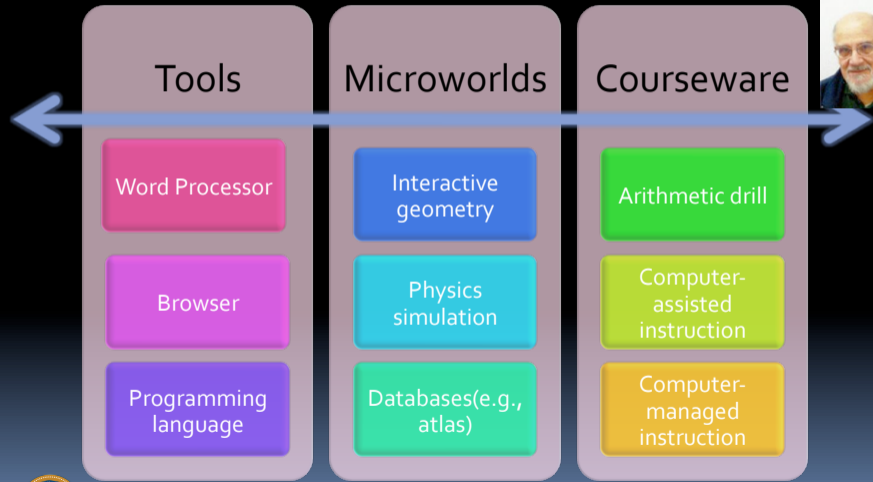 Tools
Microworlds
Courseware
Word Processor
Interactive
geometry
Arithmetic drill
Browser
Physics
simulation
Computer-
assisted
instruction
Programming
language
Databases(e.g.,
atlas)
Computer-
managed
instruction